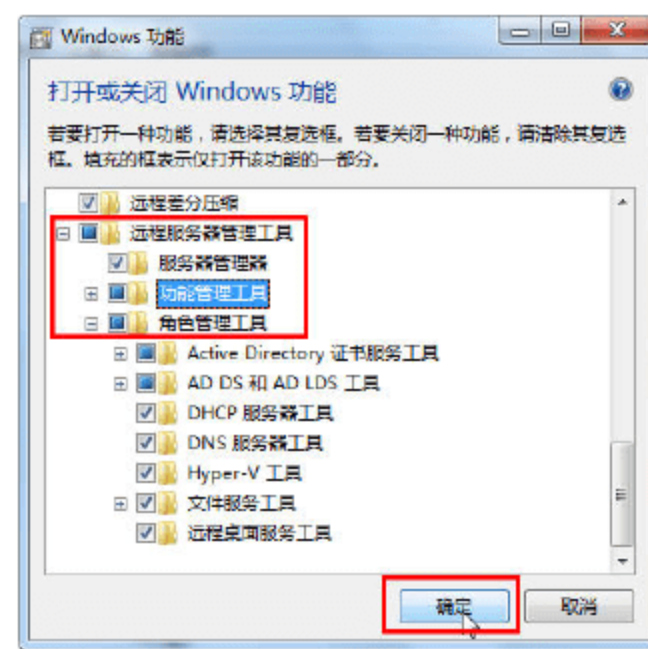 Windows 功能
打开或关闭 Windows 功能
若要打开一种功能，请选择其复选框。若要关闭一种功能，请清除其复选
框。填充的框表示仅打开该功能的一部分。
远程差分压缩
远程服务器管理工具
服务器管理器
功能管理工具
角色管理工具
Active Directory 证书服务工具
AD DS 和 AD LDS 工具
DHCP 服务器工具
DNS 服务器工具
Hyper-V 工具
文件服务工具
远程桌面服务工具
确定 取消